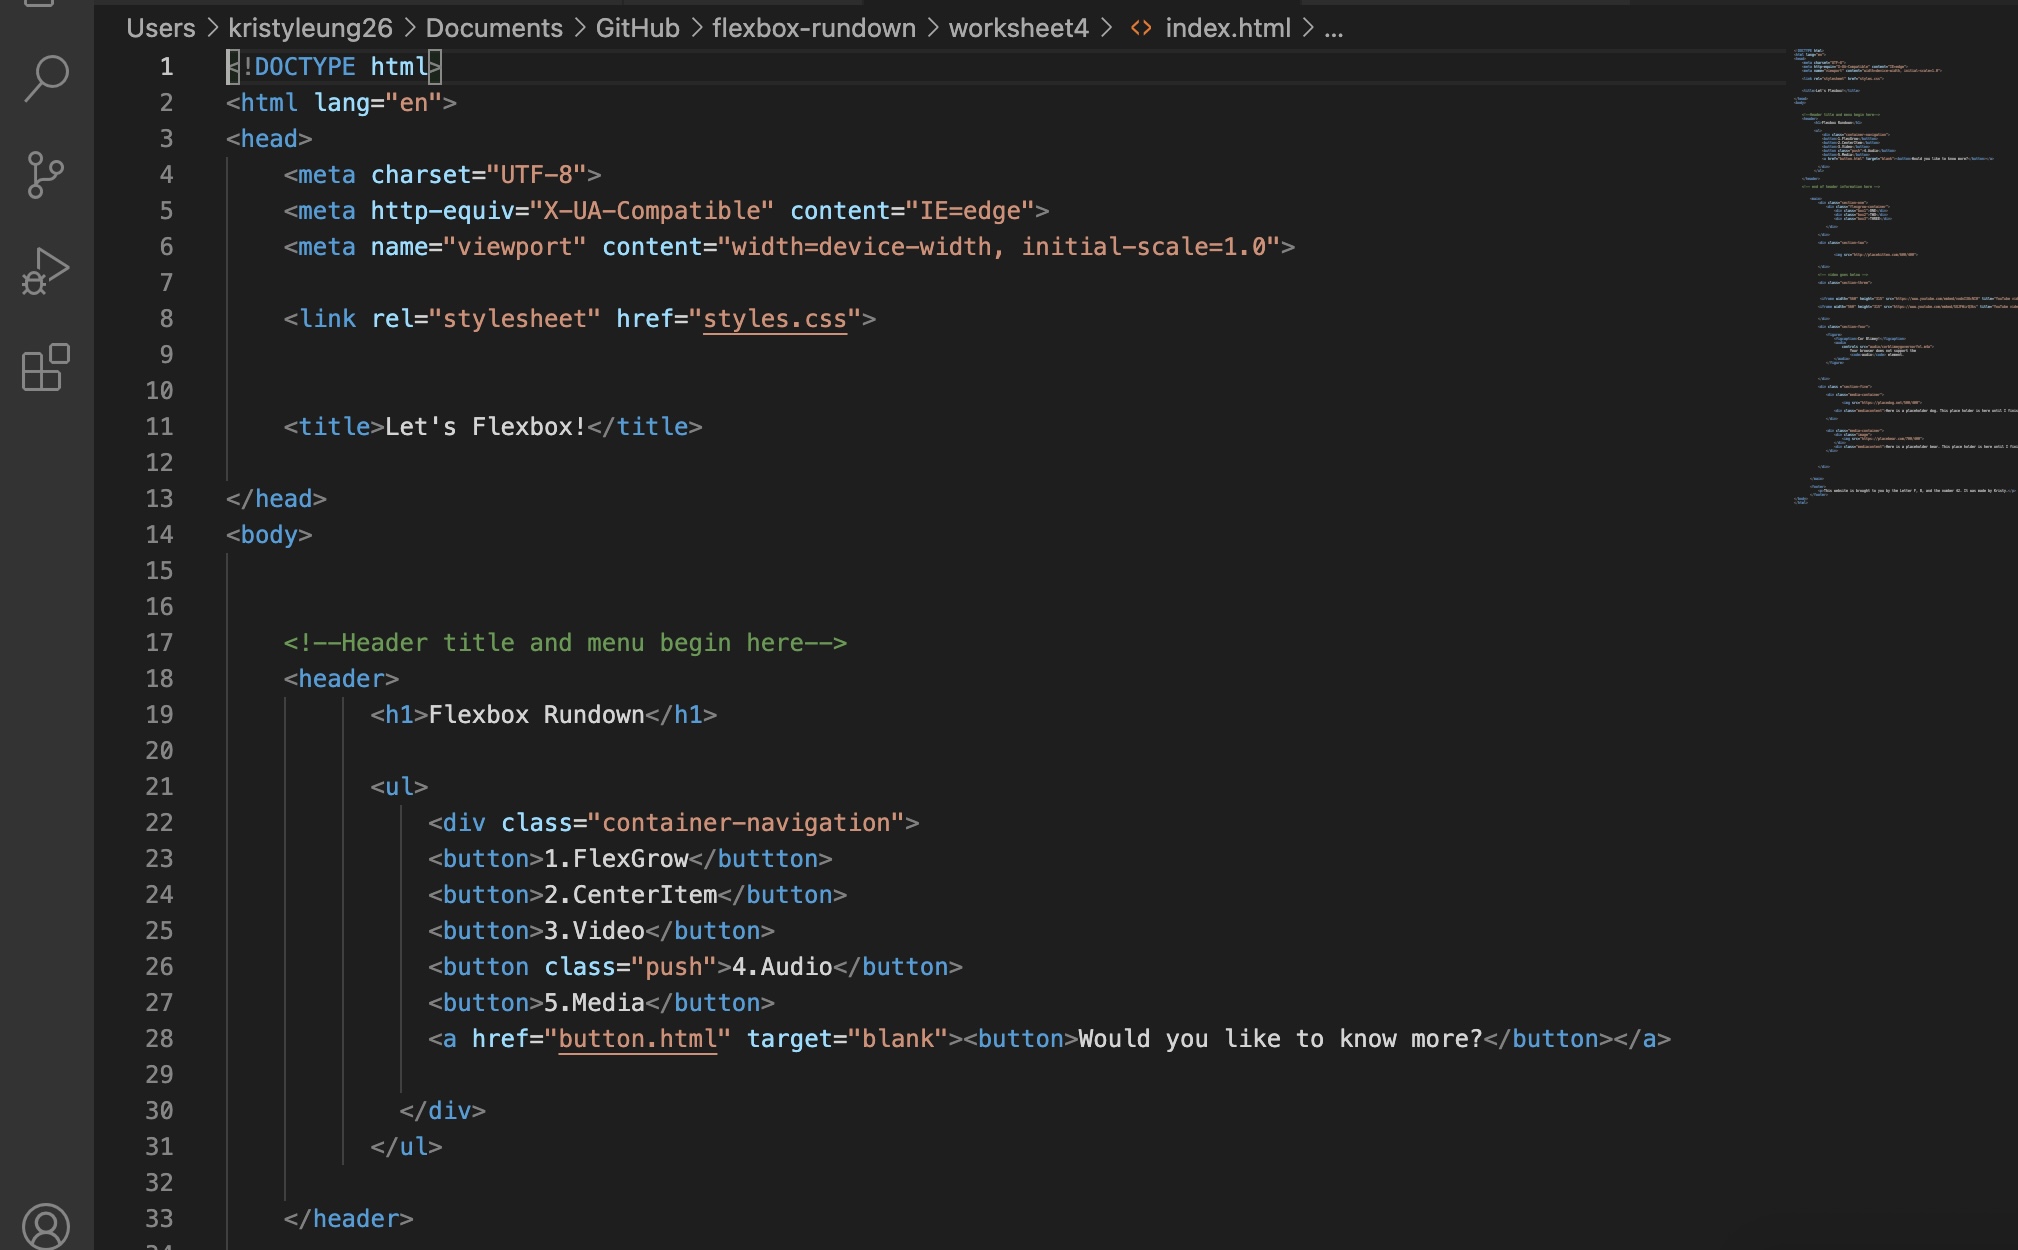 Users > kristyleung26 > Documents > GitHub > flexbox-rundown > worksheet4 > <> index.html > ...
1 <!DOCTYPE html>
2 <html lang="en">
3 <head>
4 <meta charset="UTF-8">
5 <meta http-equiv="X-UA-Compatible" content="IE=edge">
6 <meta name="viewport" content="width=device-width, initial-scale=1.0">
7
8 <link rel="stylesheet" href="styles.css">
9
10
11 <title>Let's Flexbox!</title>
12
13 </head>
14 <body>
15
16
17 <!--Header title and menu begin here-->
18 <header>
19 <h1>Flexbox Rundown</h1>
20
21 <ul>
22 <div class="container-navigation">
23 <button>1.FlexGrow</buttton>
24 <button>2.CenterItem</button>
25 <button>3.Video</button>
26 <button class="push">4.Audio</button>
27 <button>5.Media</button>
28 <a href="button.html" target="blank"><button>Would you like to know more?</button></a>
29
30 </div>
31 </ul>
32
33 </header>